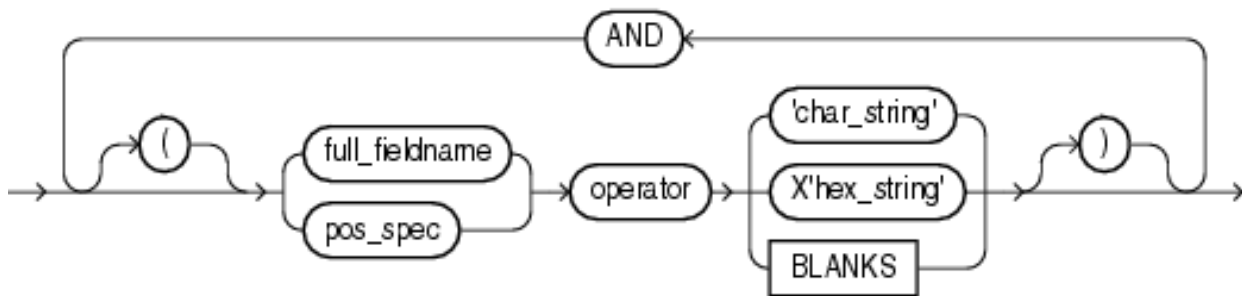 AND
(
full_fieldname
pos_spec
operator
'char_string'
X'hex_string'
BLANKS
)